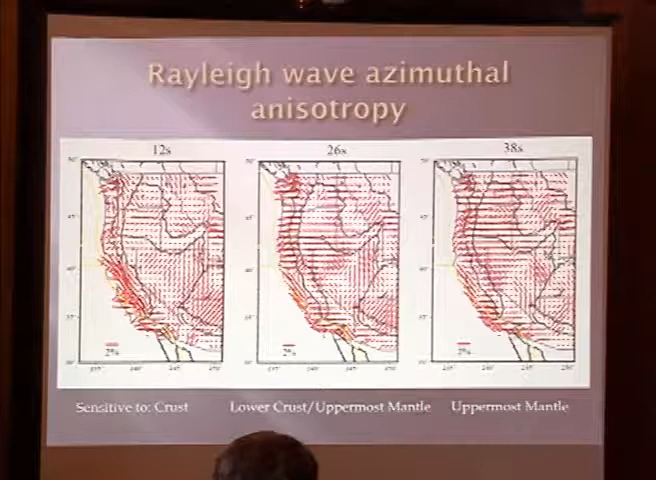 Rayleigh wave azimuthal
anisotropy
12s
26s
38s
2%
2%
2%
Sensitive to: Crust
Lower Crust/Uppermost Mantle
Uppermost Mantle